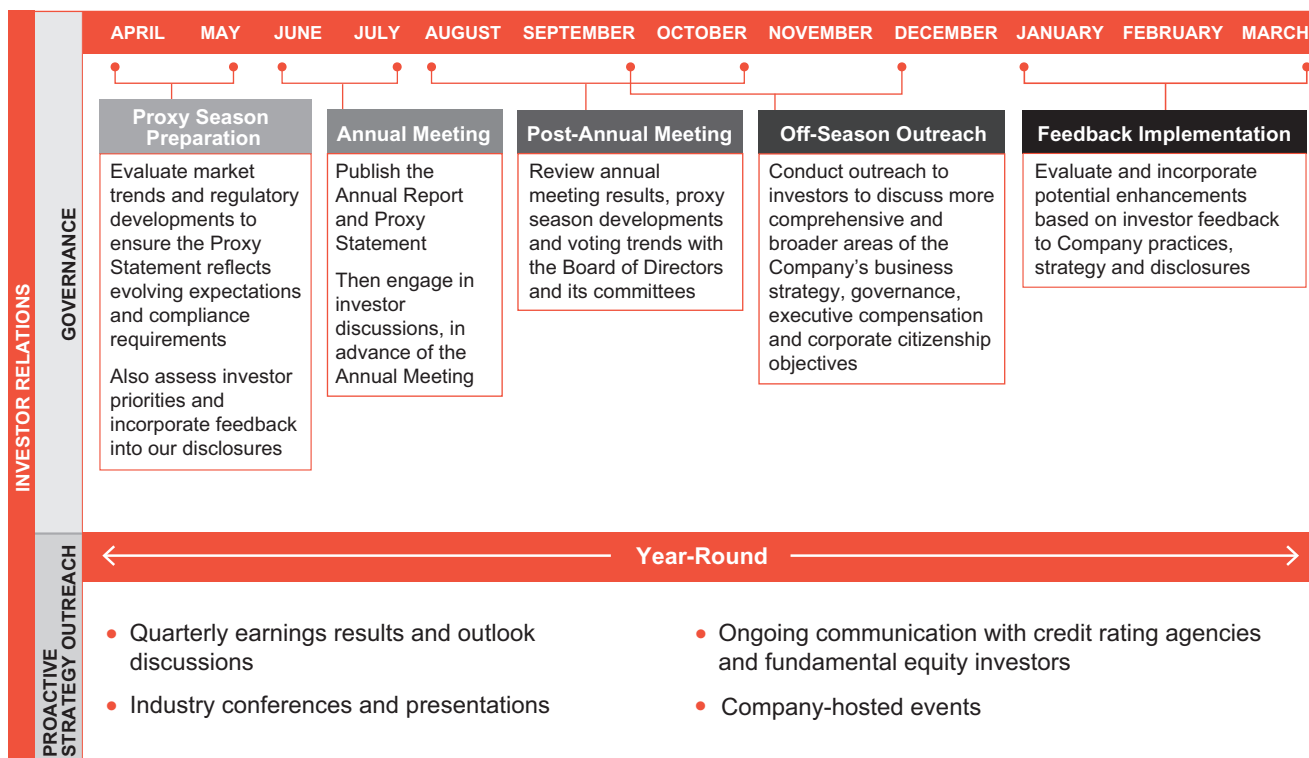 APRIL MAY JUNE JULY AUGUST SEPTEMBER OCTOBER NOVEMBER DECEMBER JANUARY FEBRUARY MARCH
INVESTOR RELATIONS
GOVERNANCE
Proxy Season
Preparation
Evaluate market
trends and regulatory
developments to
ensure the Proxy
Statement reflects
evolving expectations
and compliance
requirements
Also assess investor
priorities and
incorporate feedback
into our disclosures
Annual Meeting
Publish the
Annual Report
and Proxy
Statement
Then engage in
investor
discussions, in
advance of the
Annual Meeting
Post-Annual Meeting
Review annual
meeting results, proxy
season developments
and voting trends with
the Board of Directors
and its committees
Off-Season Outreach
Conduct outreach to
investors to discuss more
comprehensive and
broader areas of the
Company’s business
strategy, governance,
executive compensation
and corporate citizenship
objectives
Feedback Implementation
Evaluate and incorporate
potential enhancements
based on investor feedback
to Company practices,
strategy and disclosures
PROACTIVE
STRATEGY OUTREACH
Year-Round
• Quarterly earnings results and outlook
discussions
• Industry conferences and presentations
• Ongoing communication with credit rating agencies
and fundamental equity investors
• Company-hosted events